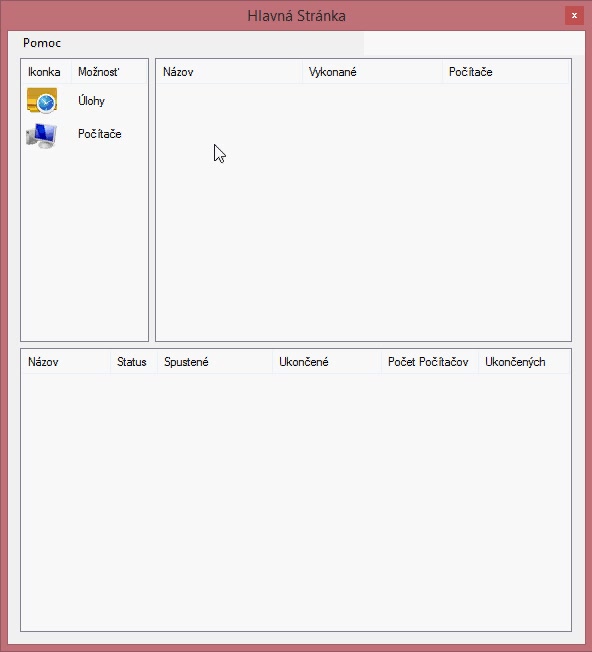 Hlavná Stránka
x
Pomoc
Ikonka Možnosť
Úlohy
Počítače
Názov Vykonané Počítače
Názov Status Spustené Ukončené Počet Počítačov Ukončených